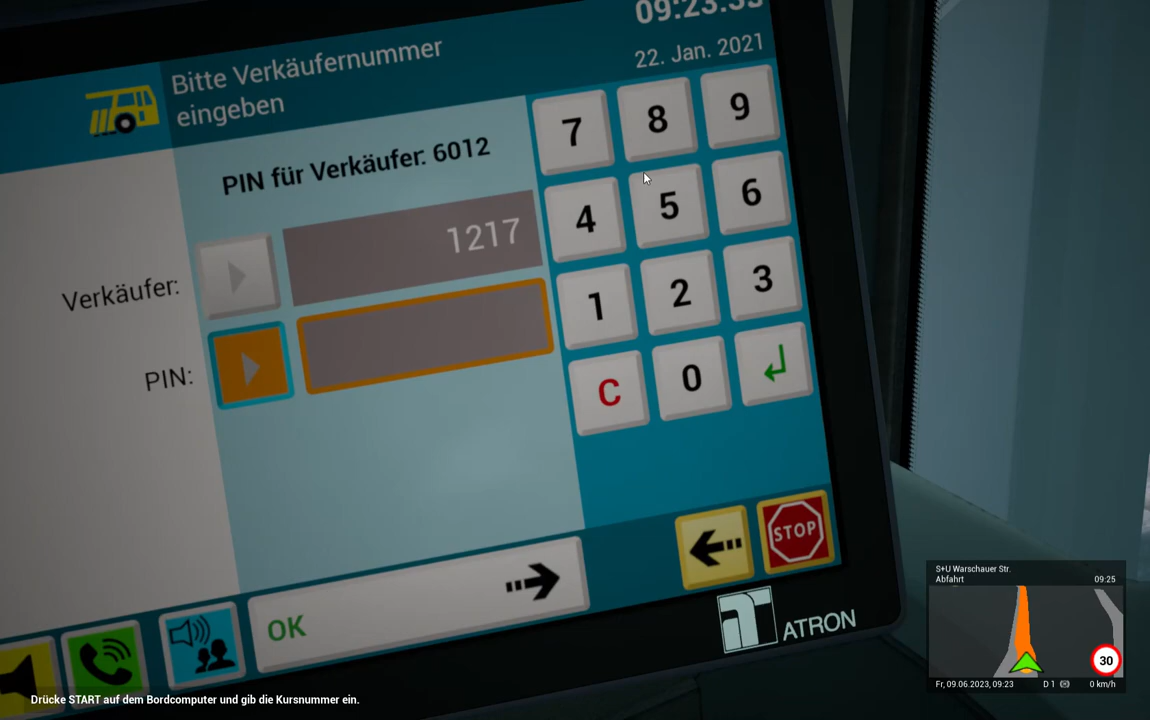 09:23:33
22. Jan. 2021
Bitte Verkäufernummer
eingeben
PIN für Verkäufer: 6012
Verkäufer:
1217
PIN:
7 8 9
4 5 6
1 2 3
C 0
OK
STOP
ATRON
S+U Warschauer Str.
Abfahrt 09:25
30
Fr, 09.06.2023, 09:23 D 1 0 km/h
Drücke START auf dem Bordcomputer und gib die Kursnummer ein.